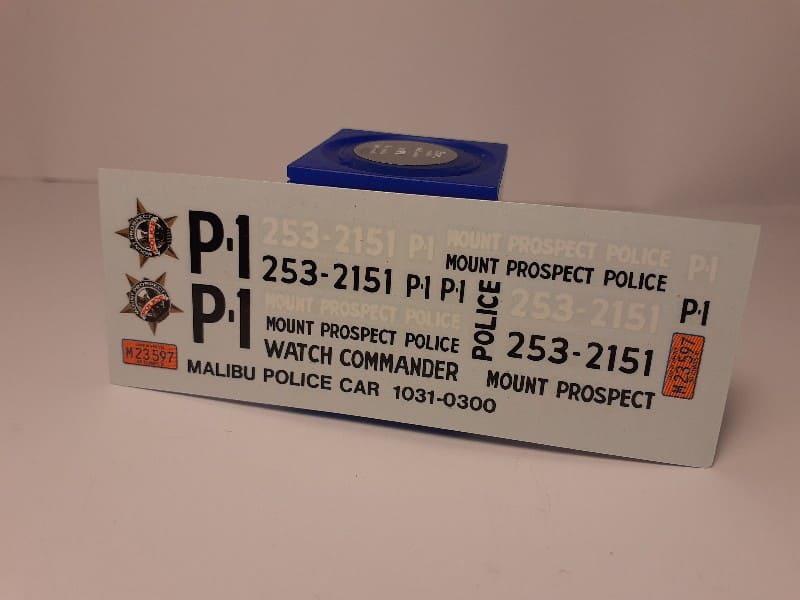 P-1
253-2151 P-1
253-2151 P-1 P-1
P-1
MOUNT PROSPECT POLICE
MOUNT PROSPECT POLICE
WATCH COMMANDER
M23597
MALIBU POLICE CAR 1031-0300
MOUNT PROSPECT POLICE P-1
MOUNT PROSPECT POLICE
POLICE
253-2151 P-1
253-2151
MOUNT PROSPECT
M23597